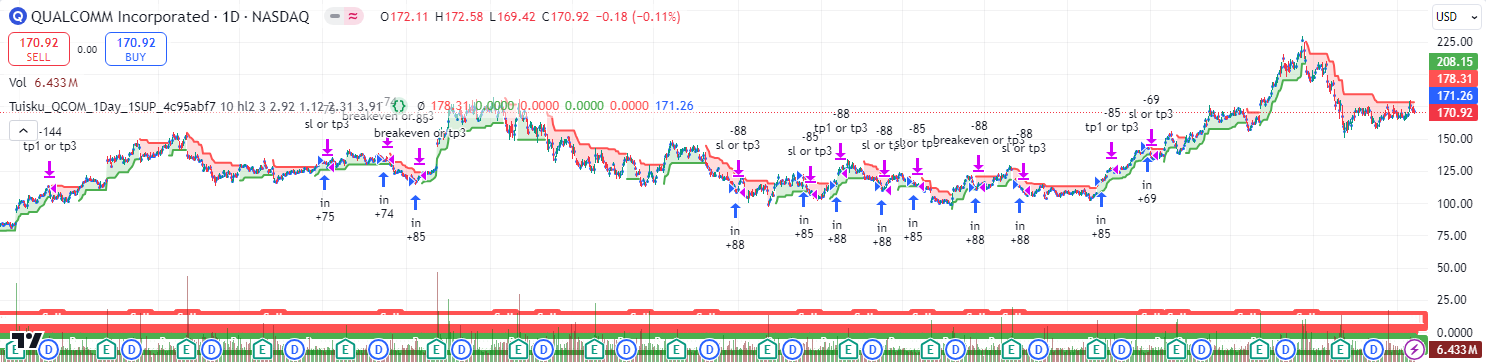 QUALCOMM Incorporated · 1D · NASDAQ O172.11 H172.58 L169.42 C170.92 −0.18 (−0.11%)
USD
170.92
SELL
0.00
170.92
BUY
Vol 6.433M
Tuisku_QCOM_1Day_1SUP_4c95abf7 10 hl2 3 2.92 1.12 2.31 3.91 Ø 178.31 0.0000 0.0000 0.0000 0.0000 171.26
-144
tp1 or tp3
sl or tp3
in
+75
in
+74
breakeven or tp3
-85
breakeven or tp3
in
+85
-88
sl or tp3
in
+88
-85
sl or tp3
in
+85
-88
tp1 or tp3
in
+88
-88
in
+88
-85
in
+85
-88
breakeven or tp3
in
+88
-88
sl or tp3
in
+88
-85
tp1 or tp3
in
+85
-69
sl or tp3
in
+69
225.00
208.15
178.31
171.26
170.92
150.00
125.00
100.00
75.00
50.00
25.00
0.0000
6.433M